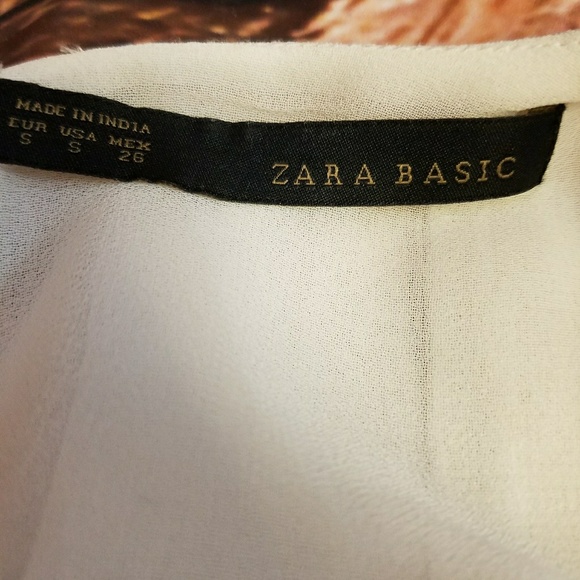 MADE IN INDIA
EUR USA MEX
S S 26
ZARA BASIC